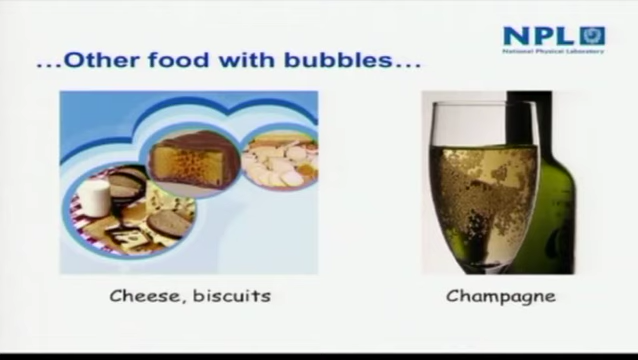 NPL
National Physical Laboratory
...Other food with bubbles...
Cheese, biscuits
Champagne